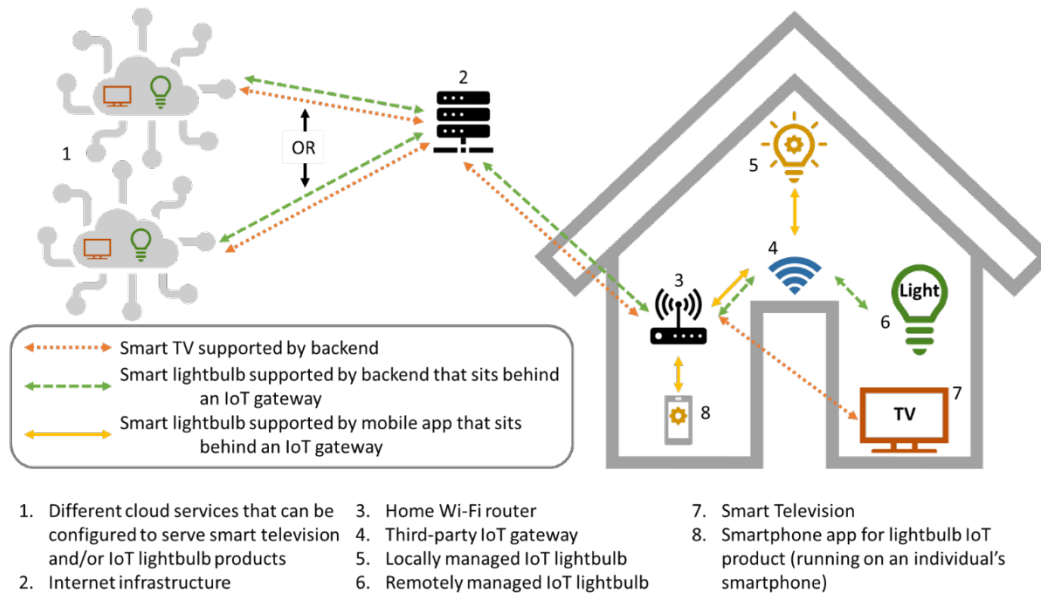 2
1
OR
5
4
3
Light
6
7
TV
8
Smart TV supported by backend
Smart lightbulb supported by backend that sits behind
an IoT gateway
Smart lightbulb supported by mobile app that sits
behind an IoT gateway
1. Different cloud services that can be
configured to serve smart television
and/or IoT lightbulb products
2. Internet infrastructure
3. Home Wi-Fi router
4. Third-party IoT gateway
5. Locally managed IoT lightbulb
6. Remotely managed IoT lightbulb
7. Smart Television
8. Smartphone app for lightbulb IoT
product (running on an individual's
smartphone)